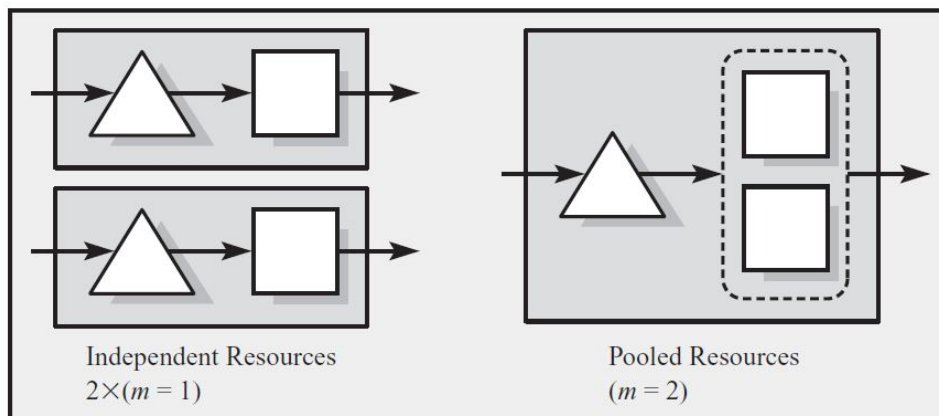 Independent Resources
2×(m = 1)
Pooled Resources
(m = 2)